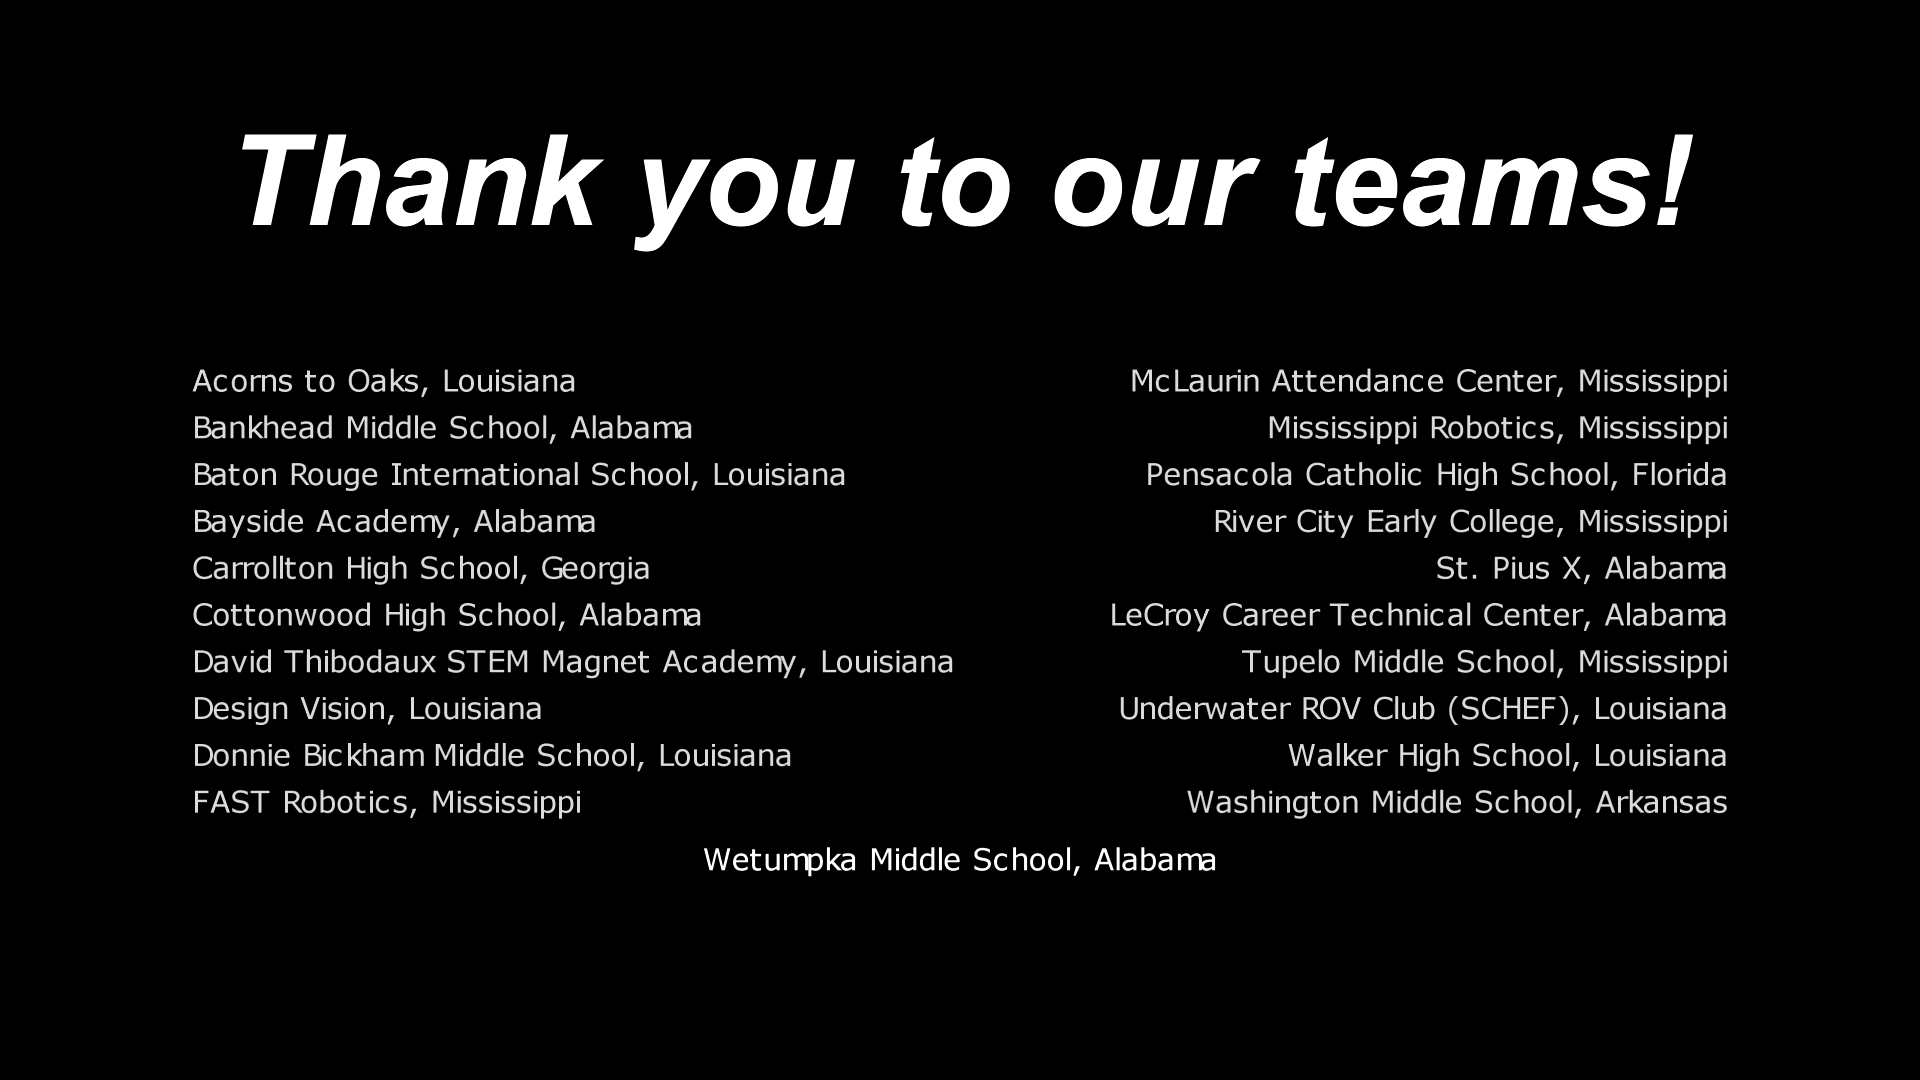 Thank you to our teams!
Acorns to Oaks, Louisiana
Bankhead Middle School, Alabama
Baton Rouge International School, Louisiana
Bayside Academy, Alabama
Carrollton High School, Georgia
Cottonwood High School, Alabama
David Thibodaux STEM Magnet Academy, Louisiana
Design Vision, Louisiana
Donnie Bickham Middle School, Louisiana
FAST Robotics, Mississippi
McLaurin Attendance Center, Mississippi
Mississippi Robotics, Mississippi
Pensacola Catholic High School, Florida
River City Early College, Mississippi
St. Pius X, Alabama
LeCroy Career Technical Center, Alabama
Tupelo Middle School, Mississippi
Underwater ROV Club (SCHEF), Louisiana
Walker High School, Louisiana
Washington Middle School, Arkansas
Wetumpka Middle School, Alabama